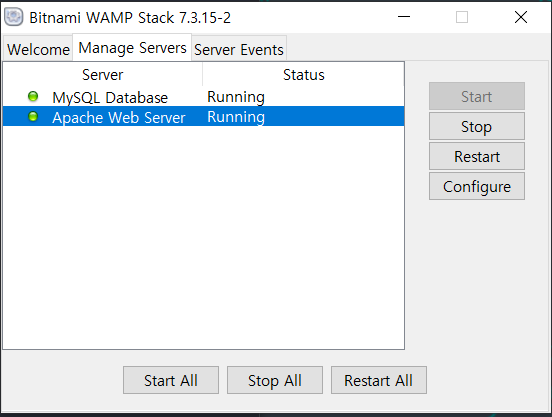 Bitnami WAMP Stack 7.3.15-2
Welcome Manage Servers Server Events
Server Status
MySQL Database Running
Apache Web Server Running
Start
Stop
Restart
Configure
Start All Stop All Restart All